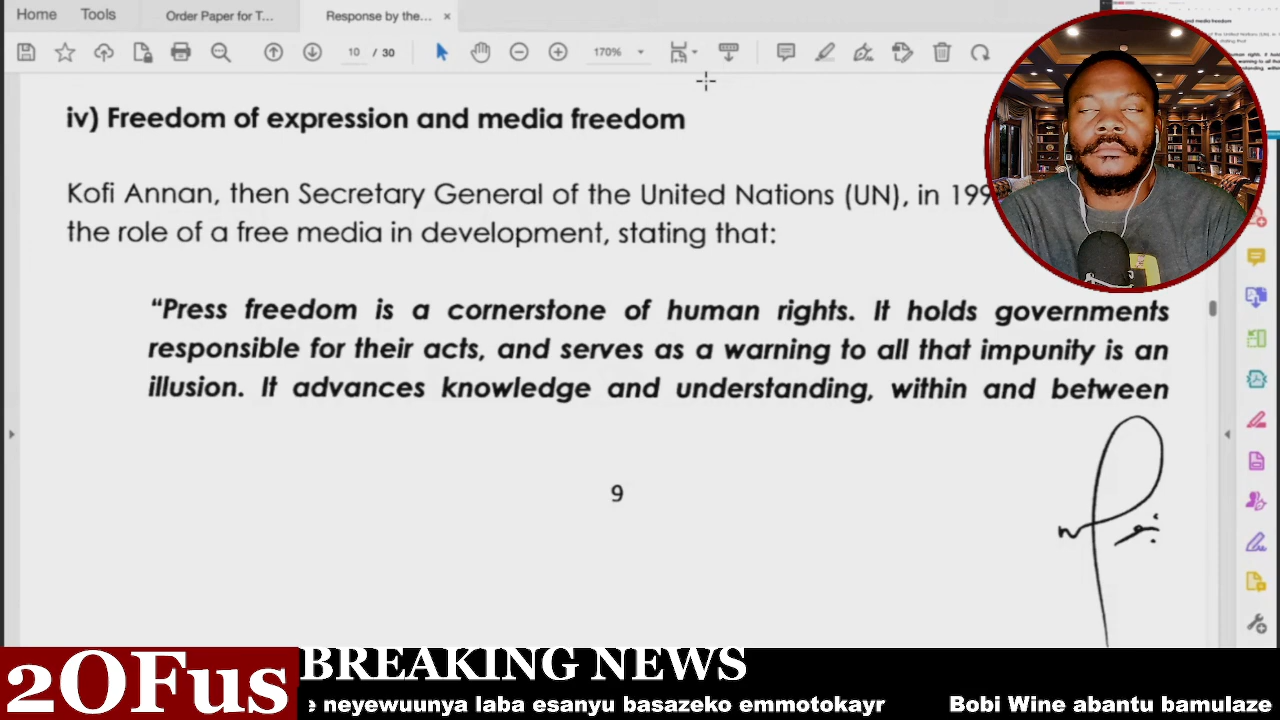 Home Tools Order Paper for T... Response by the... ×
10 / 30 170%
iv) Freedom of expression and media freedom
Kofi Annan, then Secretary General of the United Nations (UN), in 199
the role of a free media in development, stating that:
“Press freedom is a cornerstone of human rights. It holds governments
responsible for their acts, and serves as a warning to all that impunity is an
illusion. It advances knowledge and understanding, within and between
9
2OFus
BREAKING NEWS
neyewuunya laba esanyu basazeko emmotokayr Bobi Wine abantu bamulaze